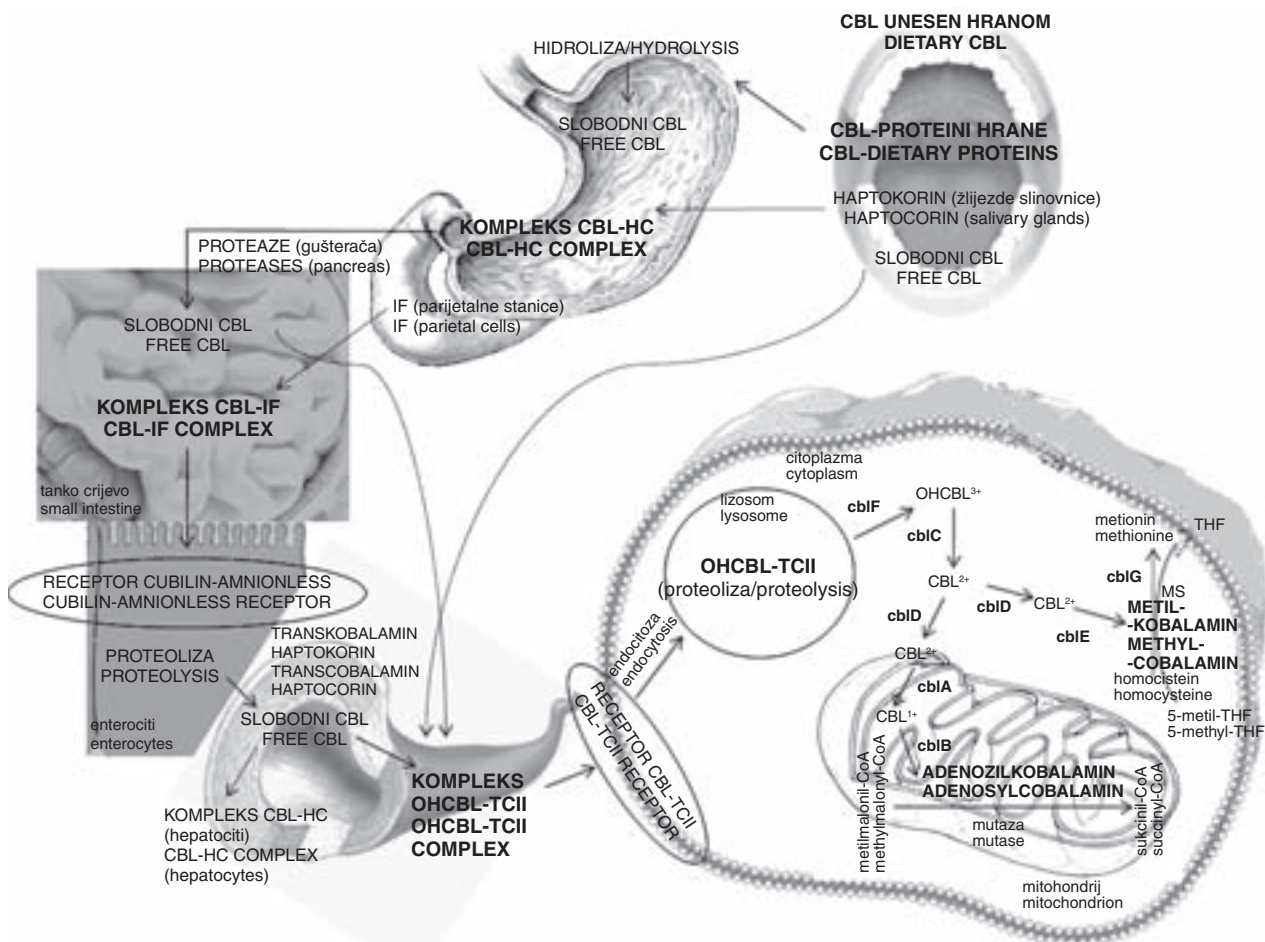 CBL UNESEN HRANOM
DIETARY CBL
HIDROLIZA/HYDROLYSIS
SLOBODNI CBL
FREE CBL
CBL-PROTEINI HRANE
CBL-DIETARY PROTEINS
HAPTOKORIN (žlijezde slinovnice)
HAPTOCORIN (salivary glands)
SLOBODNI CBL
FREE CBL
KOMPLEKS CBL-HC
CBL-HC COMPLEX
PROTEAZE (gušterača)
PROTEASES (pancreas)
IF (parijetalne stanice)
IF (parietal cells)
SLOBODNI CBL
FREE CBL
KOMPLEKS CBL-IF
CBL-IF COMPLEX
tanko crijevo
small intestine
RECEPTOR CUBILIN-AMNIONLESS
CUBILIN-AMNIONLESS RECEPTOR
PROTEOLIZA
PROTEOLYSIS
enterociti
enterocytes
TRANSKOBALAMIN
HAPTOKORIN
TRANSCOBALAMIN
HAPTOCORIN
SLOBODNI CBL
FREE CBL
KOMPLEKS CBL-HC
(hepatociti)
CBL-HC COMPLEX
(hepatocytes)
KOMPLEKS
OHCBL-TCII
OHCBL-TCII
COMPLEX
RECEPTOR CBL-TCII
CBL-TCII RECEPTOR
endocitoza
endocytosis
citoplazma
cytoplasm
lizosom
lysosome
OHCBL-TCII
(proteoliza/proteolysis)
cblF
OHCBL3+
cblC
CBL2+
cblD
CBL2+
cblE
cblD
CBL2+
cblA
CBL1+
cblB
metionin
methionine
THF
cblG
MS
METIL-
-KOBALAMIN
METHYL-
-COBALAMIN
homocistein
homocysteine
5-metil-THF
5-methyl-THF
ADENOZILKOBALAMIN
ADENOSYLCOBALAMIN
metilmalonil-CoA
methylmalonyl-CoA
mutaza
mutase
sukcinil-CoA
succinyl-CoA
mitohondrij
mitochondrion